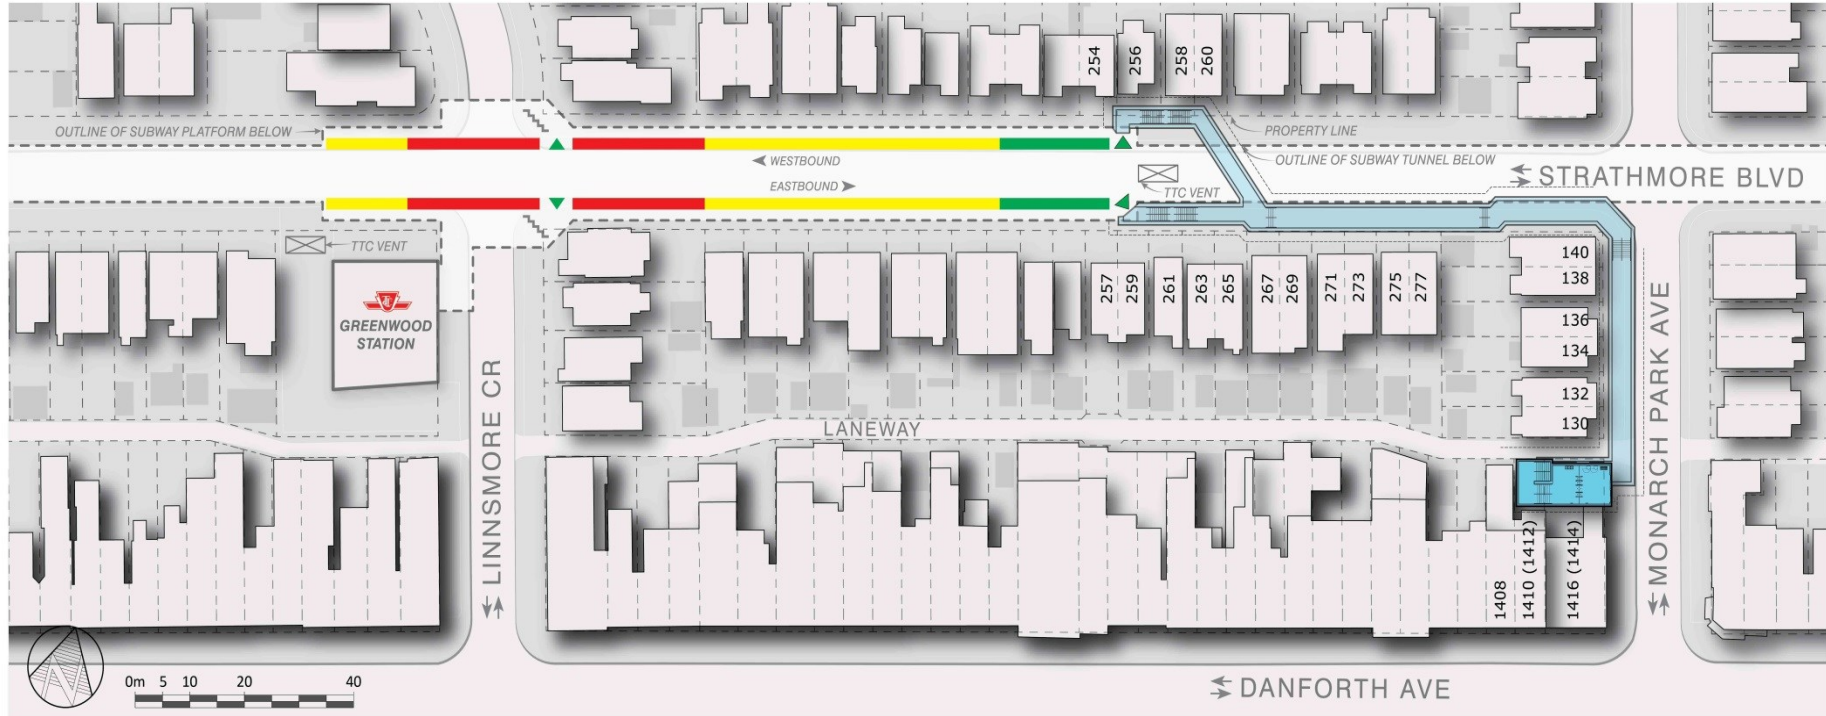 254
256
258
260
OUTLINE OF SUBWAY PLATFORM BELOW
PROPERTY LINE
WESTBOUND
OUTLINE OF SUBWAY TUNNEL BELOW
EASTBOUND
TTC VENT
STRATHMORE BLVD
TTC VENT
GREENWOOD
STATION
257
259
261
263
265
267
269
271
273
275
277
140
138
136
134
132
130
LINNSMORE CR
MONARCH PARK AVE
LANEWAY
1408
1410 (1412)
1416 (1414)
0m 5 10 20 40
DANFORTH AVE